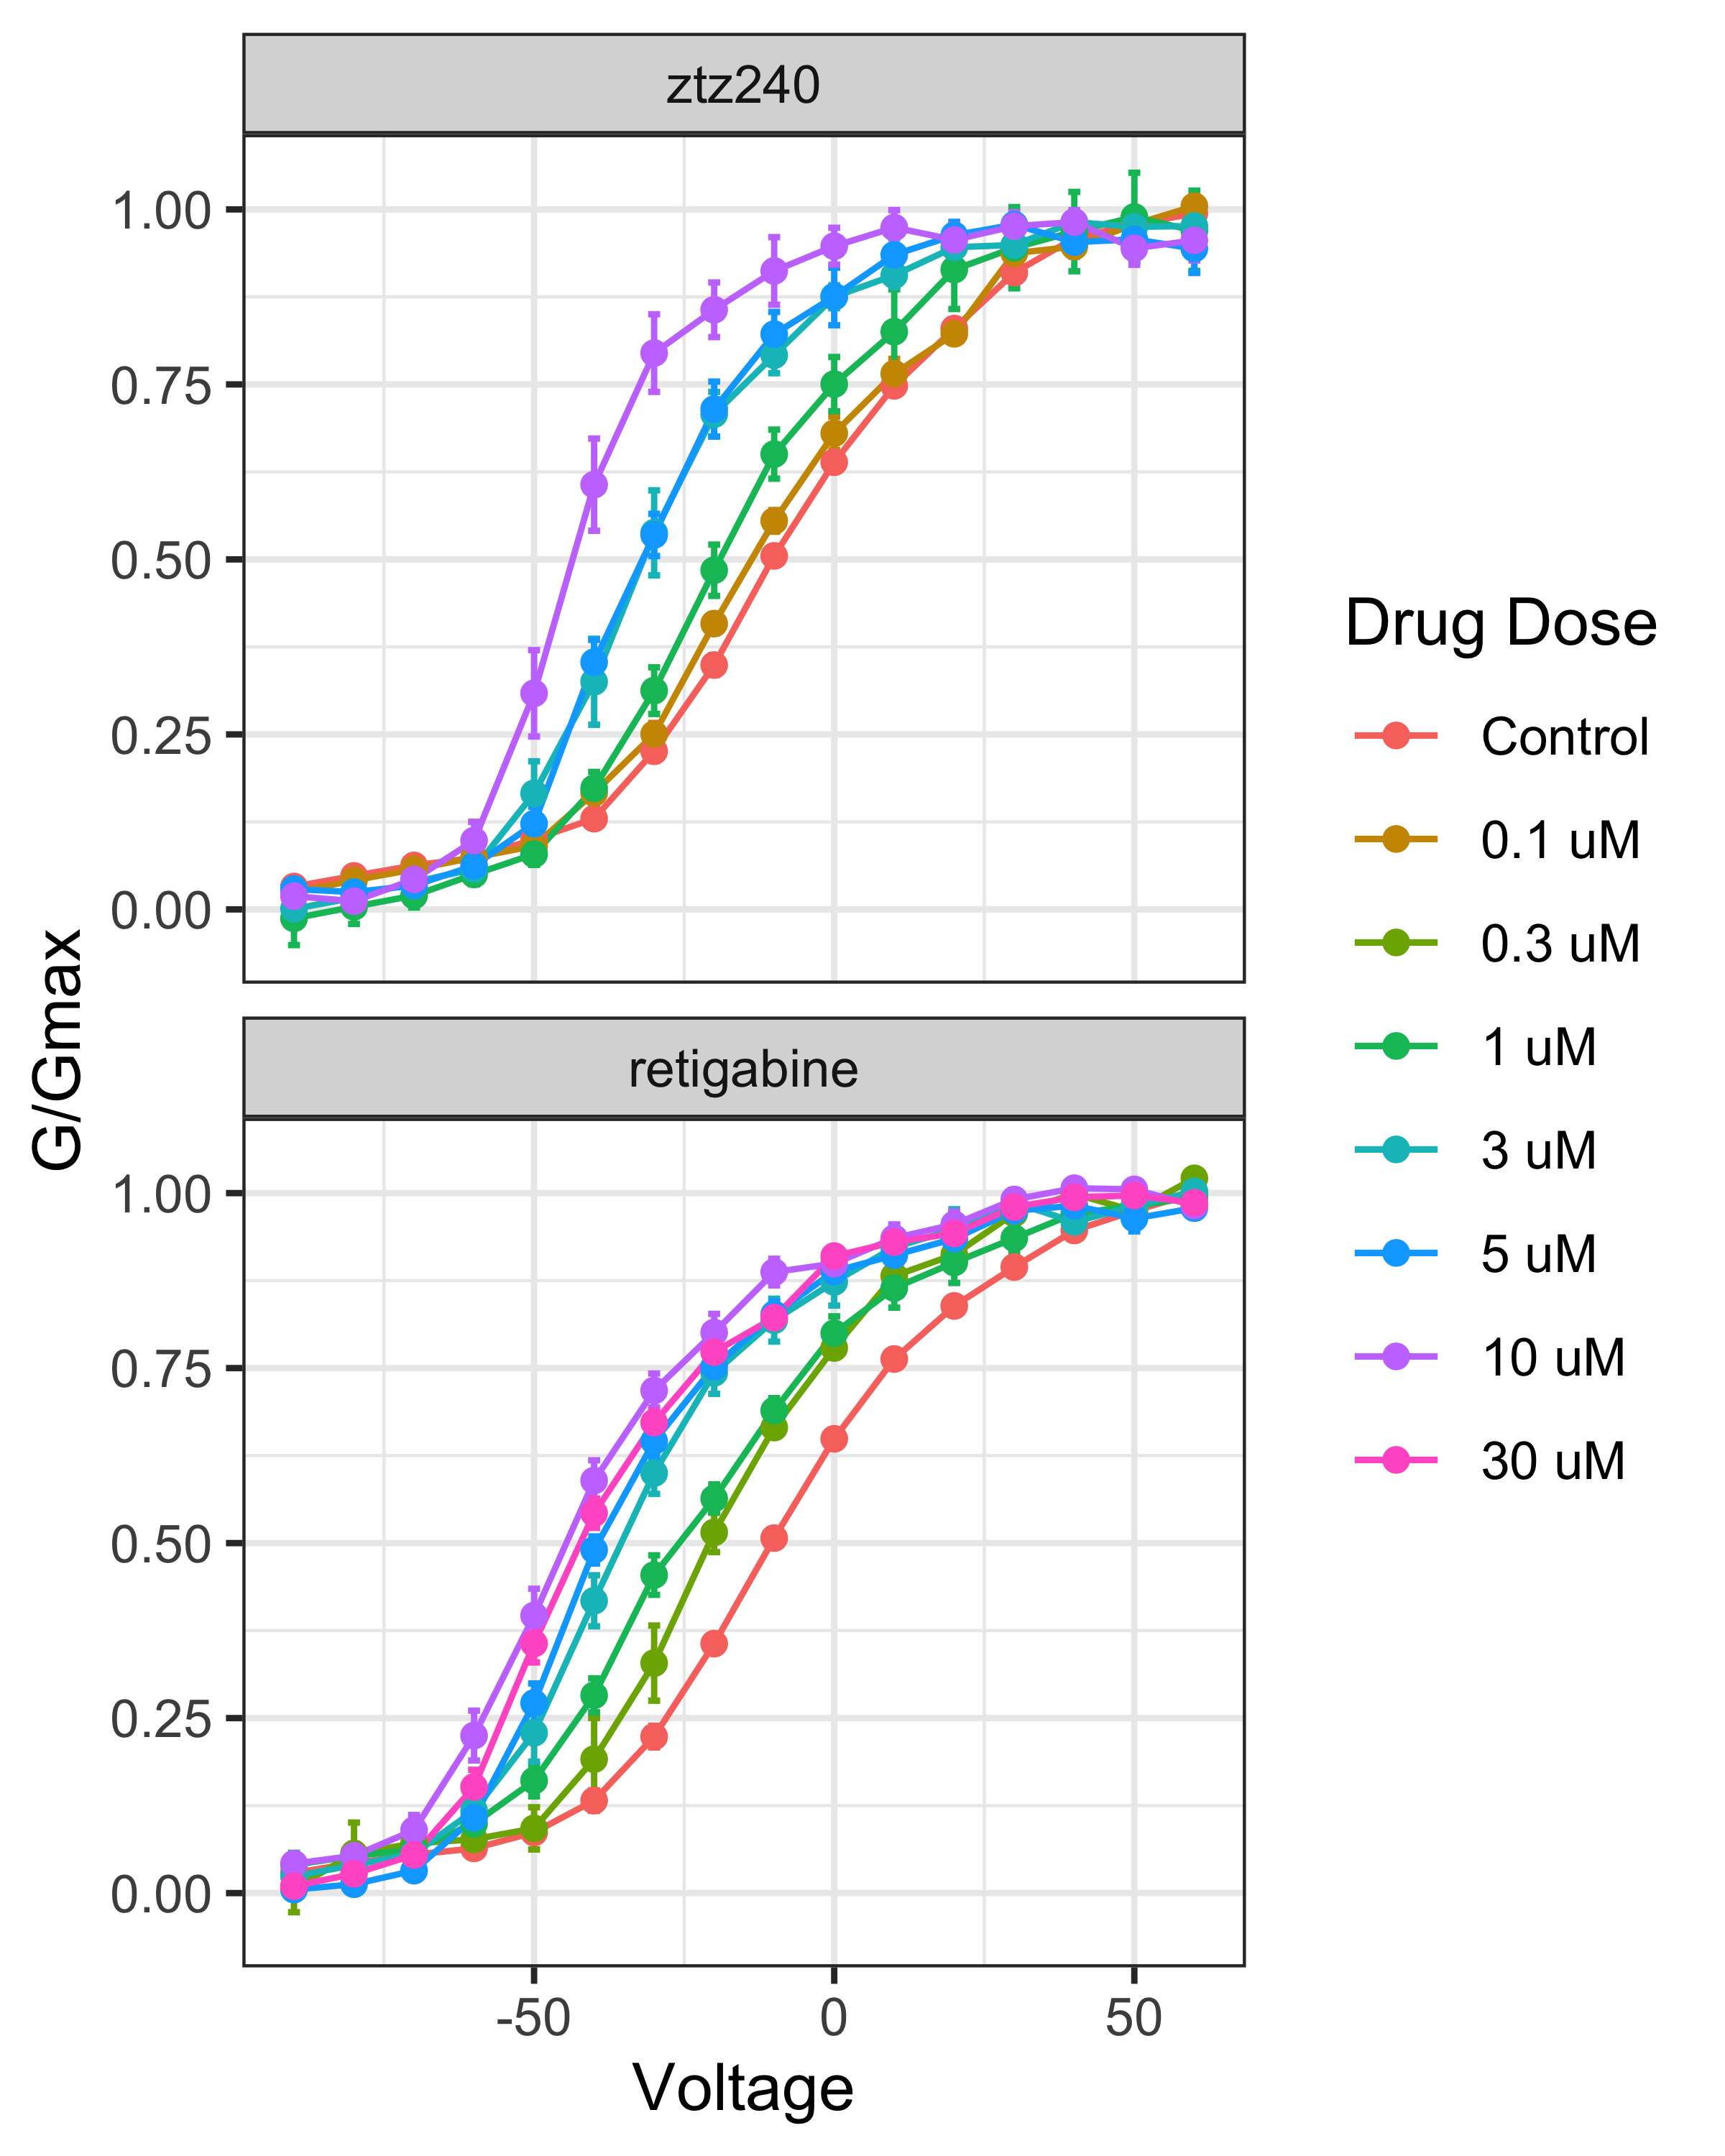 ztz240
1.00
0.75
0.50
0.25
0.00
G/Gmax
retigabine
1.00
0.75
0.50
0.25
0.00
-50 0 50
Voltage
Drug Dose
Control
0.1 uM
0.3 uM
1 uM
3 uM
5 uM
10 uM
30 uM